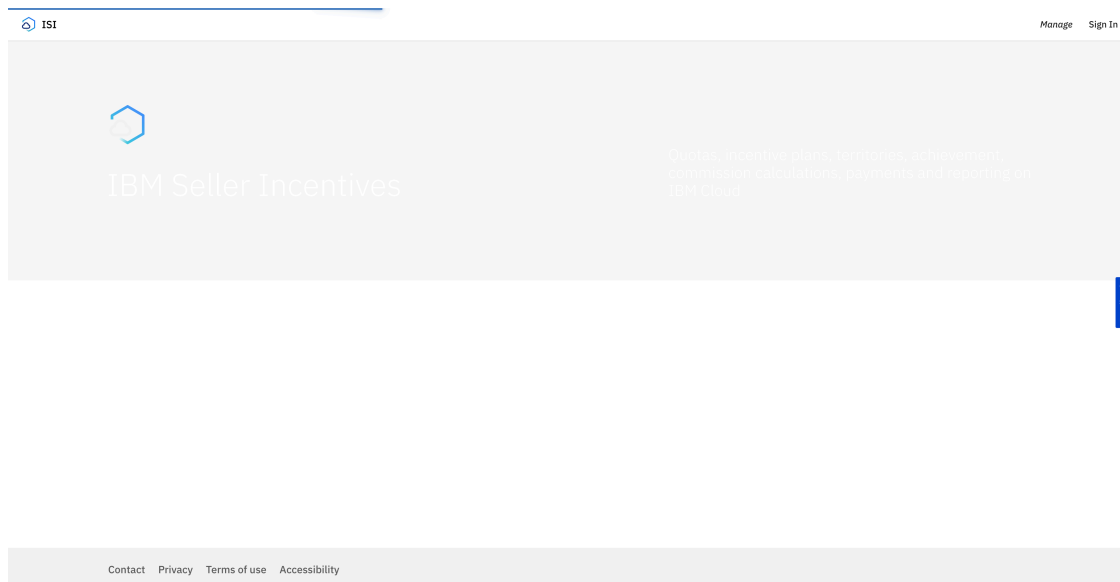 ISI
Manage Sign In
IBM Seller Incentives
Quotas, incentive plans, territories, achievement
commission calculations, payments and reporting on
IBM Cloud
Contact Privacy Terms of use Accessibility